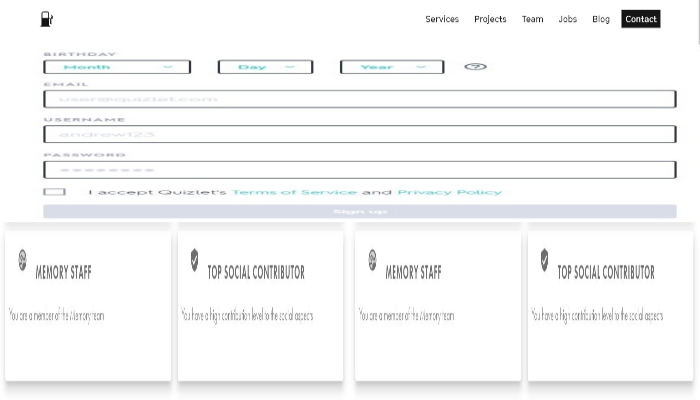 Services Projects Team Jobs Blog Contact
BIRTHDAY
Month Day Year ?
EMAIL
user@quizlet.com
USERNAME
andrew123
PASSWORD
I accept Quizlet's Terms of Service and Privacy Policy
Sign up
MEMORY STAFF
You are a member of the Memory team
TOP SOCIAL CONTRIBUTOR
You have a high contribution level to the social aspects
MEMORY STAFF
You are a member of the Memory team
TOP SOCIAL CONTRIBUTOR
You have a high contribution level to the social aspects